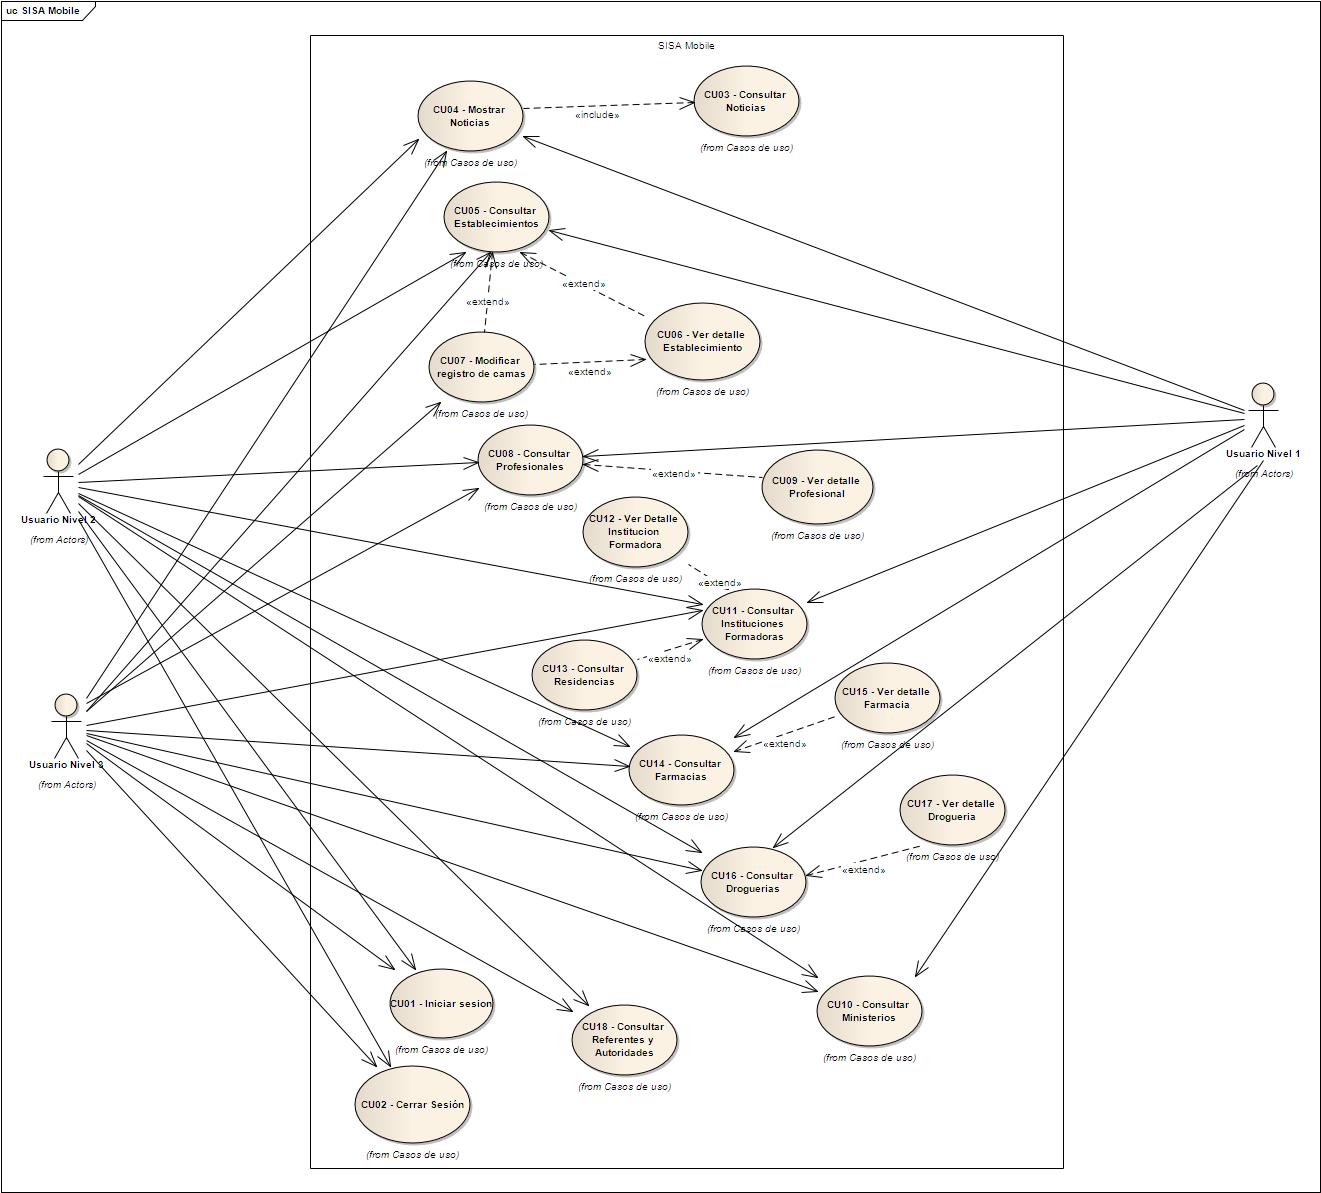 uc SISA Mobile
SISA Mobile
CU04 - Mostrar
Noticias
(from Casos de uso)
«include»
CU03 - Consultar
Noticias
(from Casos de uso)
CU05 - Consultar
Establecimientos
(from Casos de uso)
«extend»
«extend»
CU06 - Ver detalle
Establecimiento
(from Casos de uso)
CU07 - Modificar
registro de camas
(from Casos de uso)
«extend»
CU08 - Consultar
Profesionales
(from Casos de uso)
«extend»
CU09 - Ver detalle
Profesional
(from Casos de uso)
Usuario Nivel 1
(from Actors)
Usuario Nivel 2
(from Actors)
CU12 - Ver Detalle
Institucion
Formadora
(from Casos de uso)
«extend»
CU11 - Consultar
Instituciones
Formadoras
(from Casos de uso)
CU13 - Consultar
Residencias
(from Casos de uso)
«extend»
CU15 - Ver detalle
Farmacia
(from Casos de uso)
«extend»
CU14 - Consultar
Farmacias
(from Casos de uso)
Usuario Nivel 3
(from Actors)
CU17 - Ver detalle
Drogueria
(from Casos de uso)
«extend»
CU16 - Consultar
Droguerias
(from Casos de uso)
CU01 - Iniciar sesion
(from Casos de uso)
CU18 - Consultar
Referentes y
Autoridades
(from Casos de uso)
CU10 - Consultar
Ministerios
(from Casos de uso)
CU02 - Cerrar Sesión
(from Casos de uso)